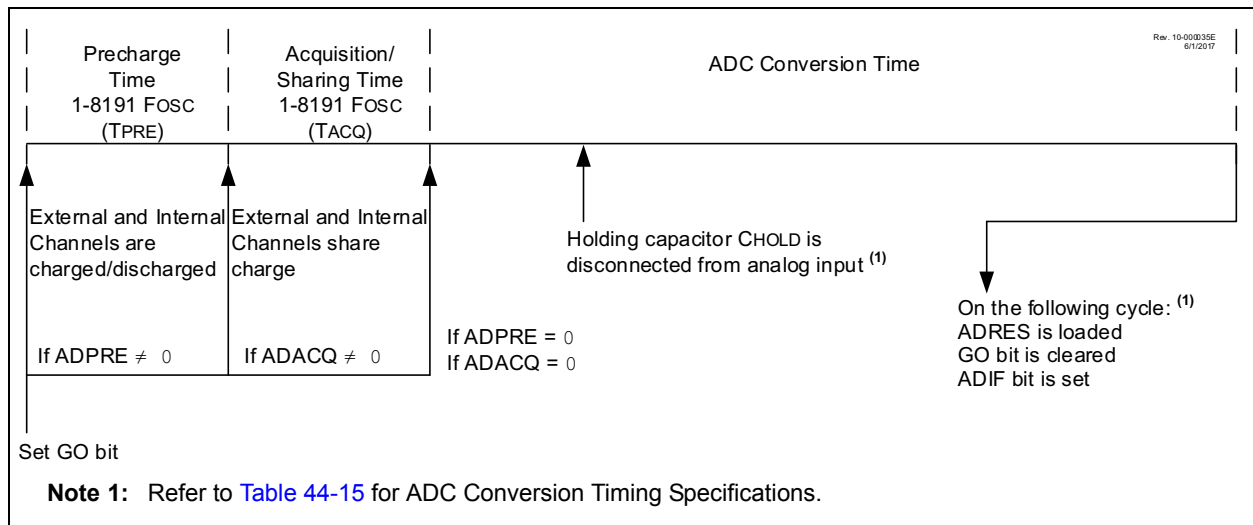 Rev. 10-000035E
6/1/2017
Precharge
Time
1-8191 FOSC
(TPRE)
Acquisition/
Sharing Time
1-8191 FOSC
(TACQ)
ADC Conversion Time
External and Internal
Channels are
charged/discharged
External and Internal
Channels share
charge
Holding capacitor CHOLD is
disconnected from analog input (1)
On the following cycle: (1)
ADRES is loaded
GO bit is cleared
ADIF bit is set
If ADPRE ≠ 0
If ADACQ ≠ 0
If ADPRE = 0
If ADACQ = 0
Set GO bit
Note 1: Refer to Table 44-15 for ADC Conversion Timing Specifications.